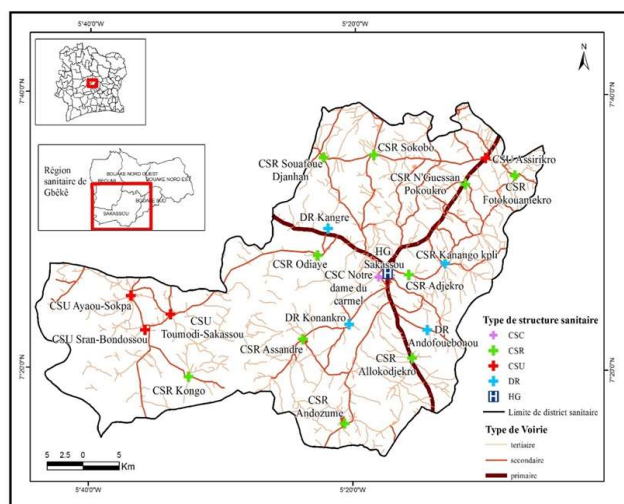 5°40'0"W
5°20'0"W
N
7°40'0"N
7°40'0"N
Région
sanitaire de
Gbêkê
BOUAKE NORD OUEST
BOUAKE NORD EST
BEOUMI
BOUAKE SUD
SAKASSOU
CSR Sokobo
CSU Assirikro
CSR Souafoue
Djanhan
CSR N'Guessan
Pokoukro
CSR
Fotokouamekro
DR Kangre
HG
Sakassou
CSR Kanango kpli
CSR Odiaye
CSC Notre
dame du
carmel
CSR Adjekro
CSU Ayaou-Sokpa
CSU
Toumodi-Sakassou
CSU Sran-Bondossou
DR Konankro
DR
Andofouebonou
CSR Assandre
CSR
Allokodjekro
CSR Kongo
CSR
Andozume
Type de structure sanitaire
CSC
CSR
CSU
DR
H HG
Limite de district sanitaire
Type de Voirie
tertiaire
secondaire
primaire
7°20'0"N
7°20'0"N
5 2.5 0 5
Km
5°40'0"W
5°20'0"W